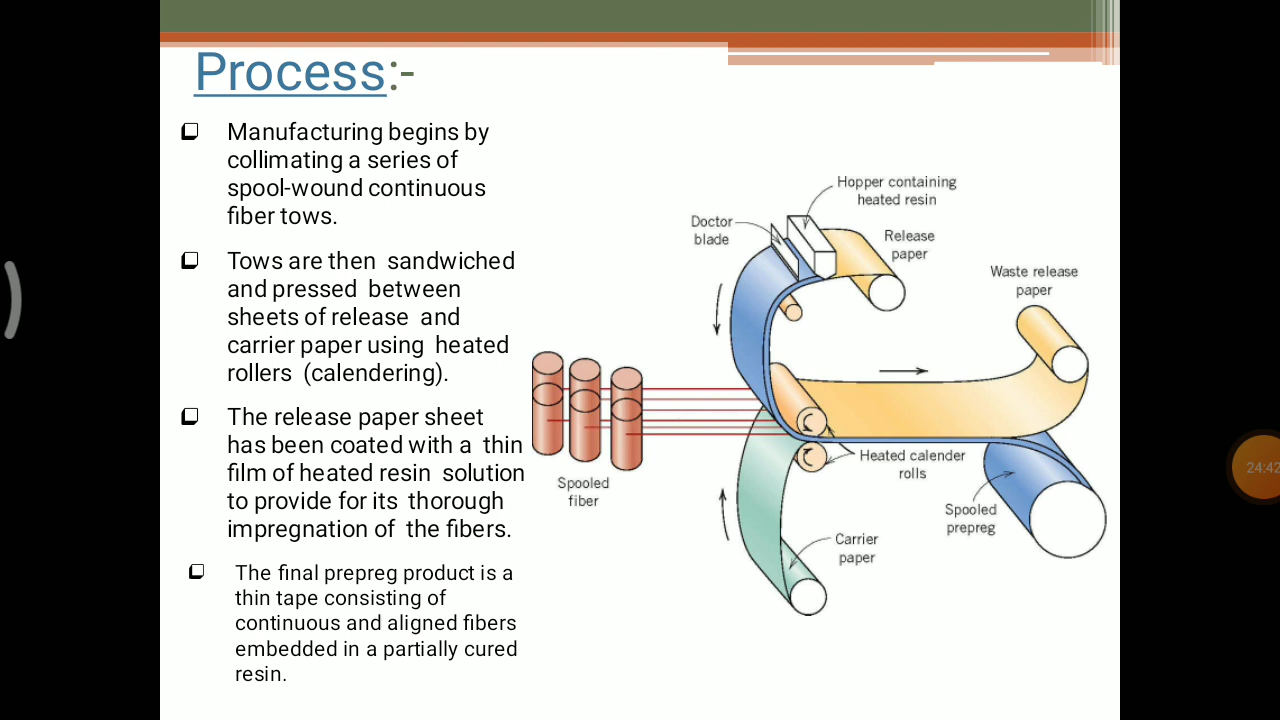 Process:-
❑ Manufacturing begins by
collimating a series of
spool-wound continuous
fiber tows.
❑ Tows are then sandwiched
and pressed between
sheets of release and
carrier paper using heated
rollers (calendering).
❑ The release paper sheet
has been coated with a thin
film of heated resin solution
to provide for its thorough
impregnation of the fibers.
❑ The final prepreg product is a
thin tape consisting of
continuous and aligned fibers
embedded in a partially cured
resin.
Hopper containing
heated resin
Doctor
blade
Release
paper
Waste release
paper
Spooled
fiber
Heated calender
rolls
Spooled
prepreg
Carrier
paper
24:42